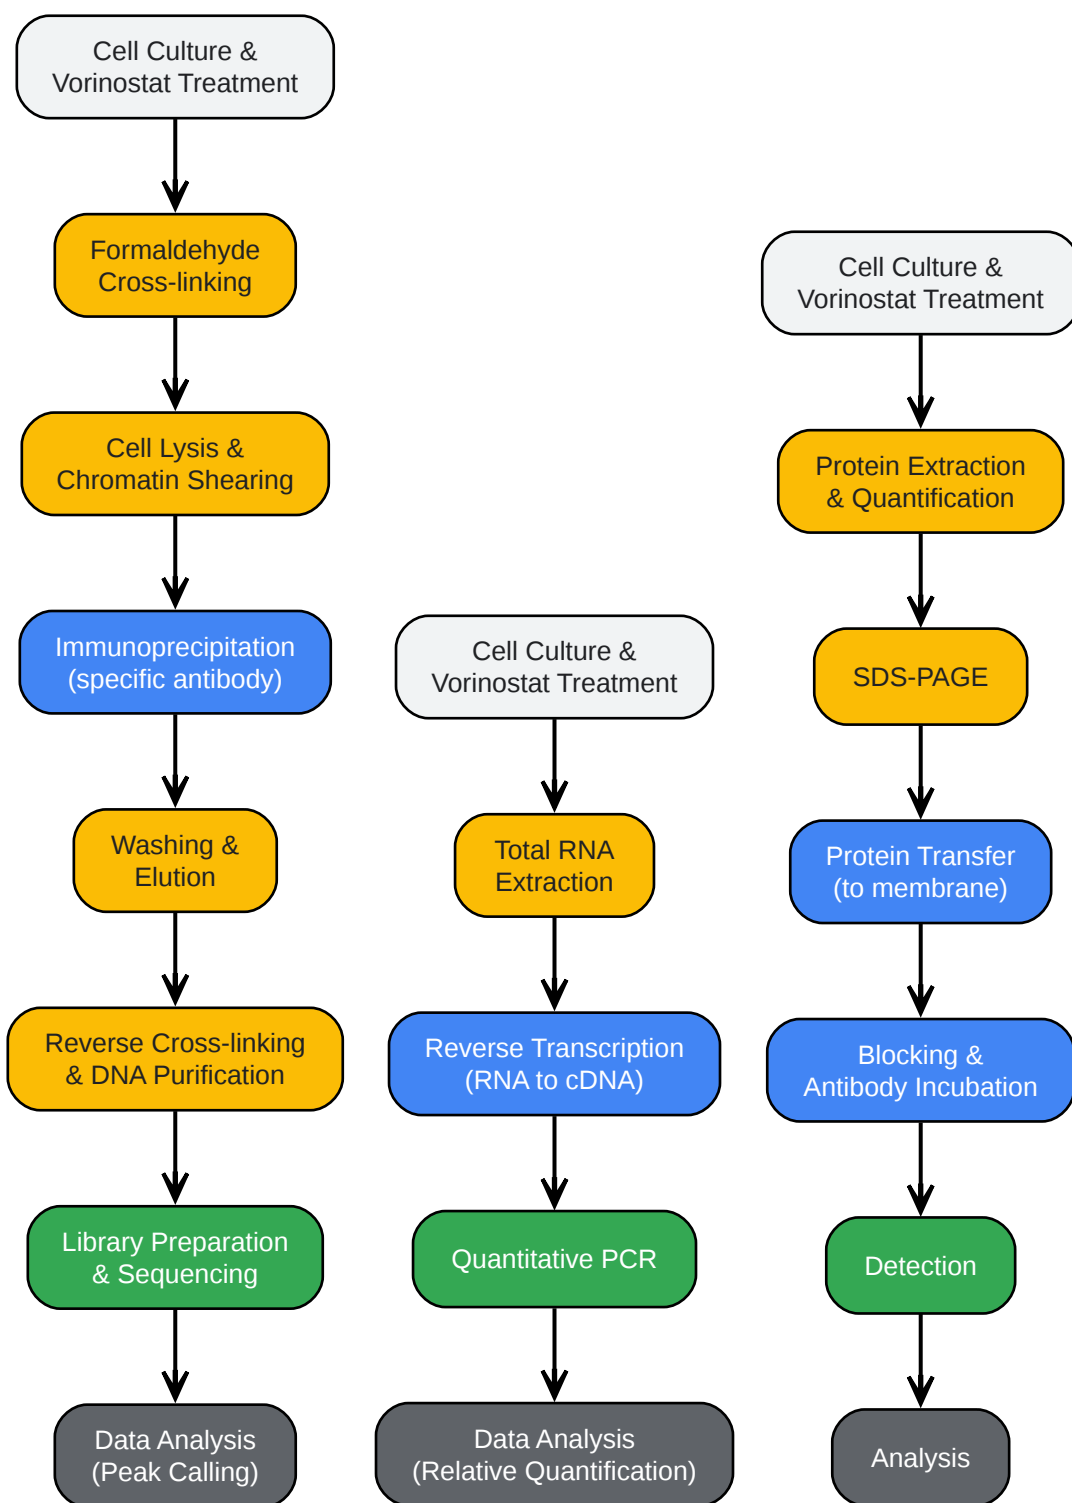 Cell Culture &
Vorinostat Treatment
Formaldehyde
Cross-linking
Cell Lysis &
Chromatin Shearing
Immunoprecipitation
(specific antibody)
Washing &
Elution
Reverse Cross-linking
& DNA Purification
Library Preparation
& Sequencing
Data Analysis
(Peak Calling)
Cell Culture &
Vorinostat Treatment
Total RNA
Extraction
Reverse Transcription
(RNA to cDNA)
Quantitative PCR
Data Analysis
(Relative Quantification)
Cell Culture &
Vorinostat Treatment
Protein Extraction
& Quantification
SDS-PAGE
Protein Transfer
(to membrane)
Blocking &
Antibody Incubation
Detection
Analysis